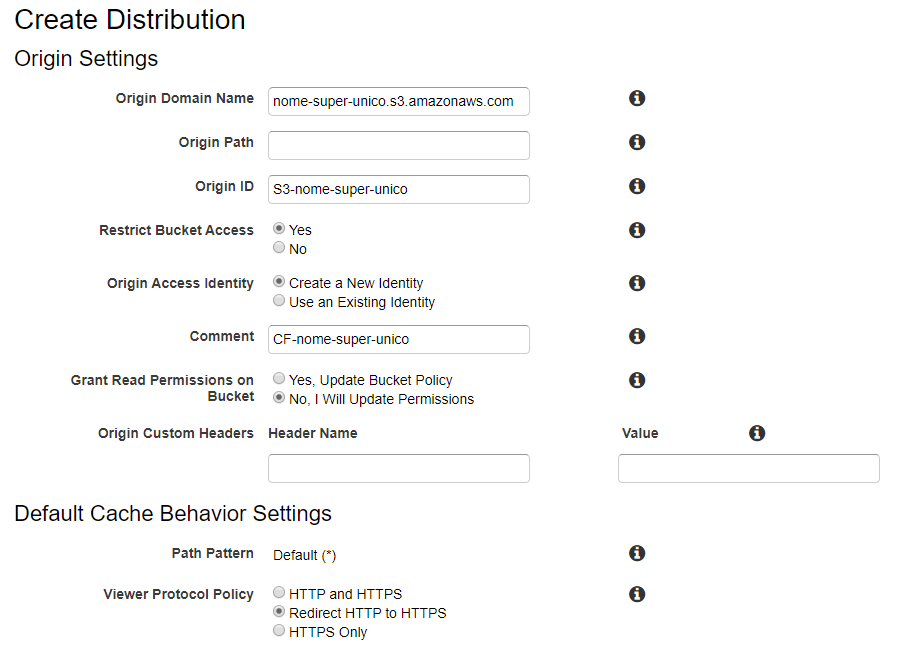 Create Distribution
Origin Settings
Origin Domain Name nome-super-unico.s3.amazonaws.com
Origin Path
Origin ID S3-nome-super-unico
Restrict Bucket Access Yes
No
Origin Access Identity Create a New Identity
Use an Existing Identity
Comment CF-nome-super-unico
Grant Read Permissions on Yes, Update Bucket Policy
Bucket No, I Will Update Permissions
Origin Custom Headers Header Name Value
Default Cache Behavior Settings
Path Pattern Default (*)
Viewer Protocol Policy HTTP and HTTPS
Redirect HTTP to HTTPS
HTTPS Only